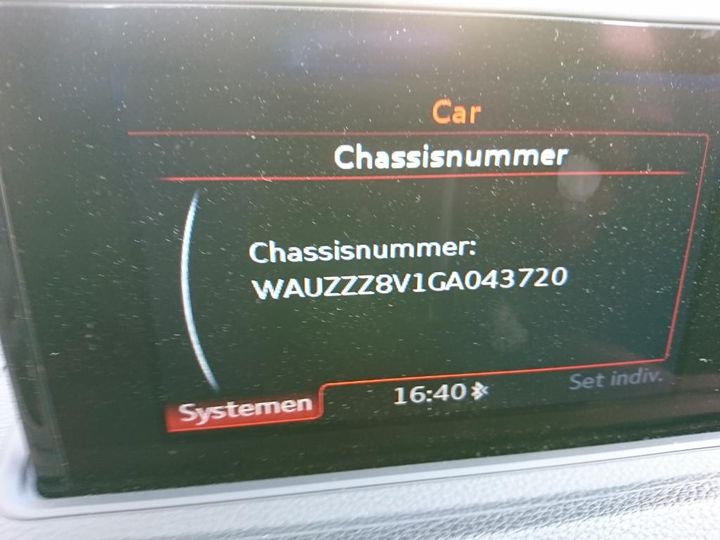 Car
Chassisnummer
Chassisnummer:
WAUZZZ8V1GA043720
Systemen
16:40
Set indiv.